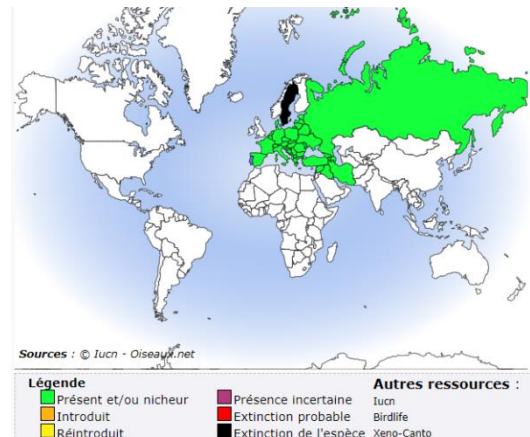 Sources : © Iucn - Oiseaux.net
Légende
Présent et/ou nicheur
Introduit
Réintroduit
Présence incertaine
Extinction probable
Extinction de l'espèce
Autres ressources :
Iucn
Birdlife
Xeno-Canto